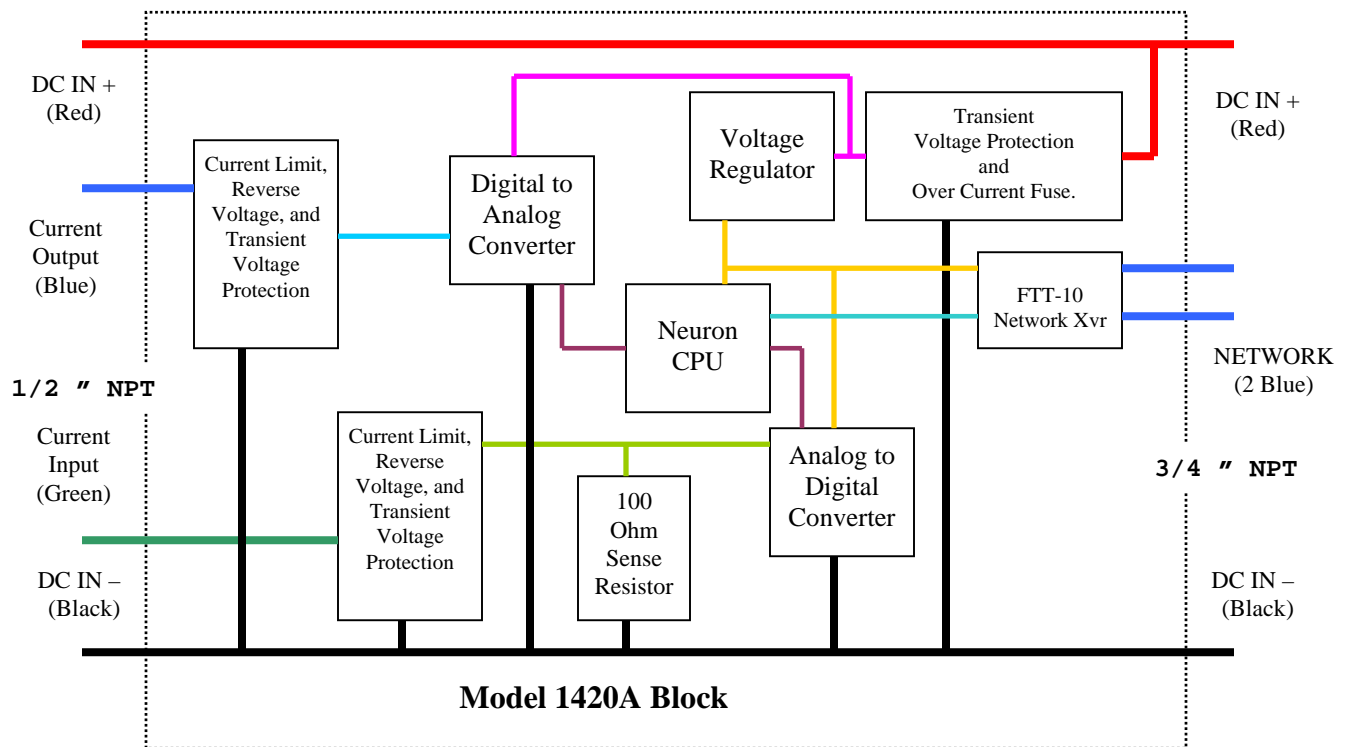 DC IN +
(Red)
Current
Output
(Blue)
1/2 " NPT
Current
Input
(Green)
DC IN –
(Black)
Current Limit,
Reverse
Voltage, and
Transient
Voltage
Protection
Digital to
Analog
Converter
Voltage
Regulator
Transient
Voltage Protection
and
Over Current Fuse.
Neuron
CPU
FTT-10
Network Xvr
Current Limit,
Reverse
Voltage, and
Transient
Voltage
Protection
100
Ohm
Sense
Resistor
Analog to
Digital
Converter
DC IN +
(Red)
NETWORK
(2 Blue)
3/4 " NPT
DC IN –
(Black)
Model 1420A Block